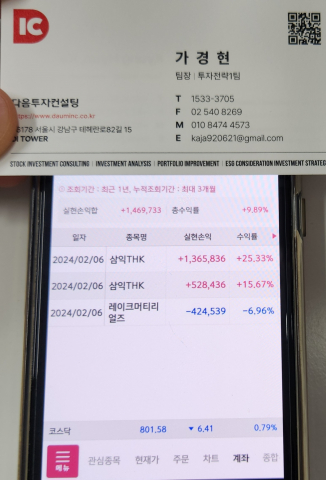 IC
가 경 현
팀장 | 투자전략1팀
다음투자컨설팅
https://www.dauminc.co.kr
06178 서울시 강남구 테헤란로82길 15
DI TOWER
T 1533-3705
F 02 540 8269
M 010 8474 4573
E kaja920621@gmail.com
STOCK INVESTMENT CONSULTING | INVESTMENT ANALYSIS | PORTFOLIO IMPROVEMENT | ESG CONSIDERATION INVESTMENT STRATEG
조회기간 : 최근 1년, 누적조회기간 : 최대 3개월
실현손익합 +1,469,733 총수익률 +9,89%
일자 종목명 실현손익 수익률
2024/02/06 삼익THK +1,365,836 +25,33%
2024/02/06 삼익THK +528,436 +15,67%
2024/02/06 레이크머티리얼즈 −424,539 −6,96%
코스닥 801,58 ▼ 6,41 0,79%
메뉴 관심종목 현재가 주문 차트 계좌 종합